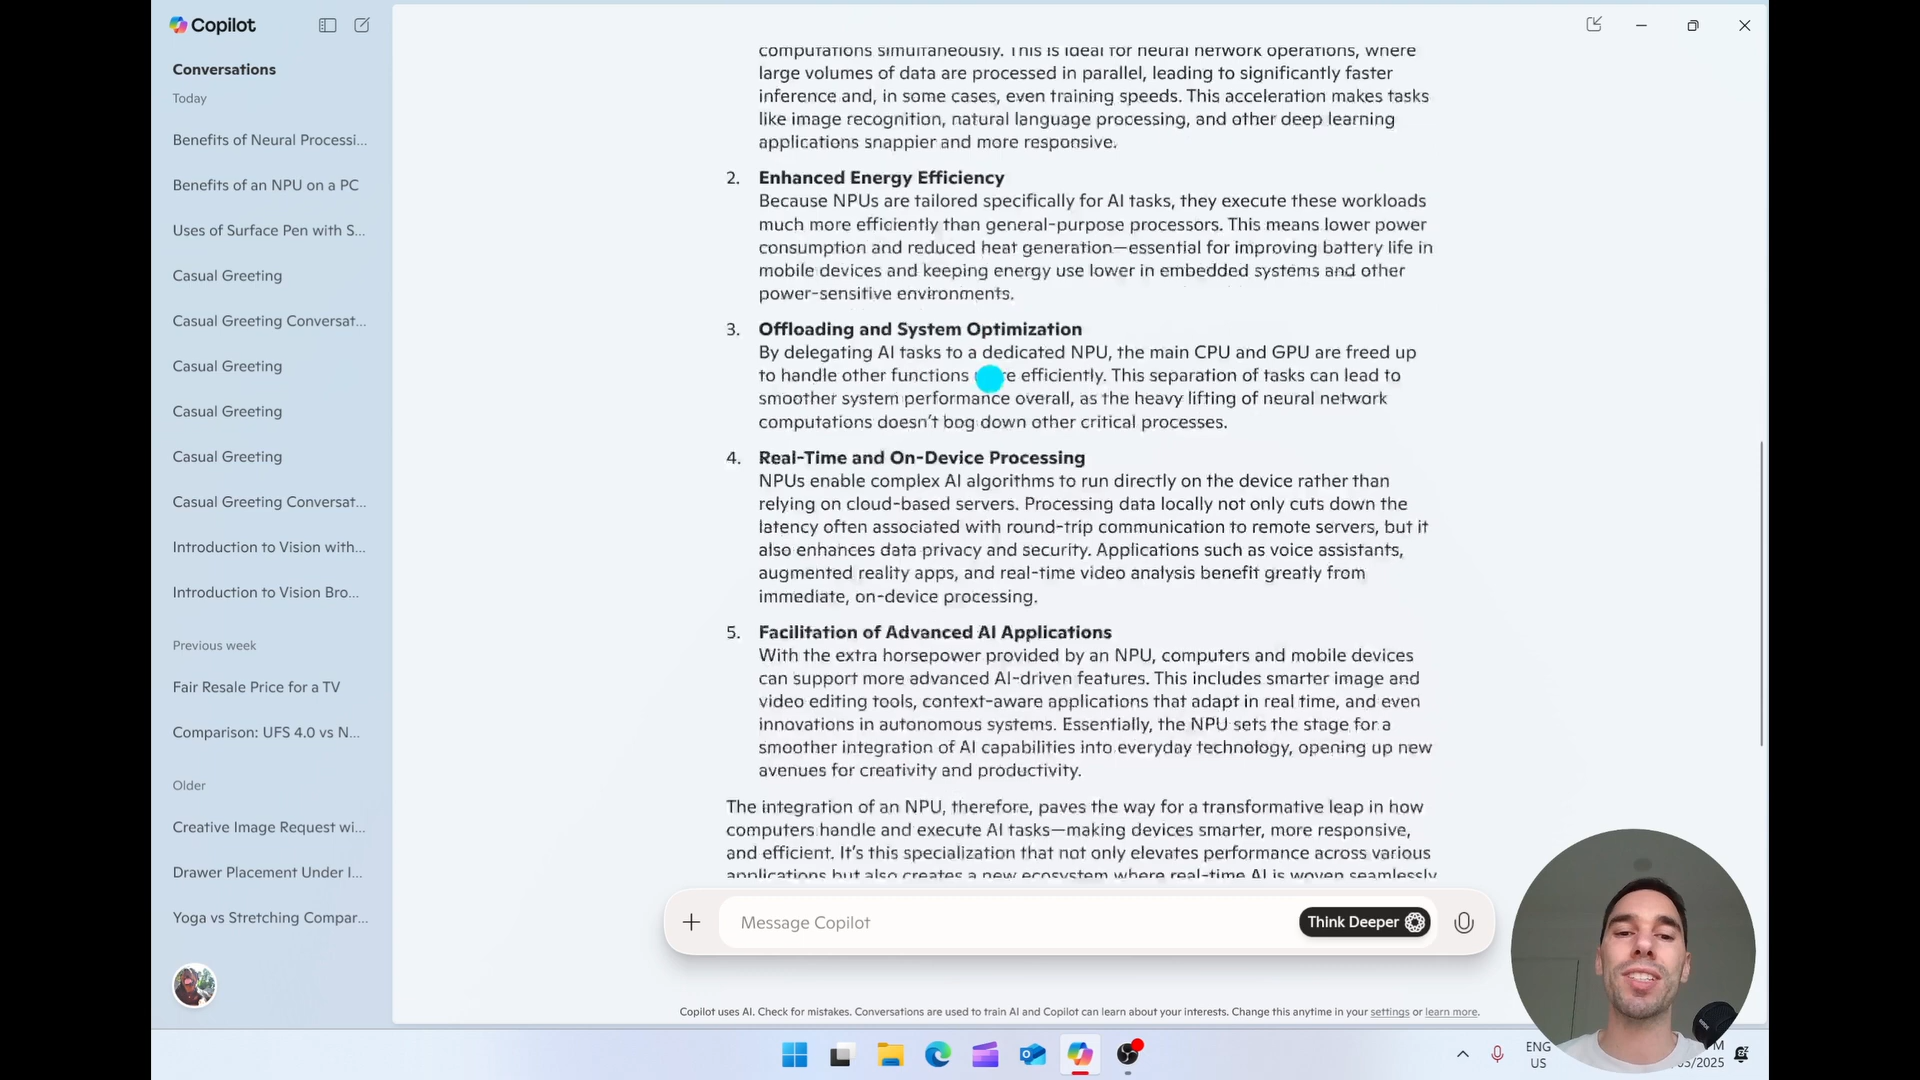 Copilot
Conversations
Today
Benefits of Neural Processi...
Benefits of an NPU on a PC
Uses of Surface Pen with S...
Casual Greeting
Casual Greeting Conversat...
Casual Greeting
Casual Greeting
Casual Greeting
Casual Greeting Conversat...
Introduction to Vision with...
Introduction to Vision Bro...
Previous week
Fair Resale Price for a TV
Comparison: UFS 4.0 vs N...
Older
Creative Image Request wi...
Drawer Placement Under I...
Yoga vs Stretching Compar...
computations simultaneously. This is ideal for neural network operations, where
large volumes of data are processed in parallel, leading to significantly faster
inference and, in some cases, even training speeds. This acceleration makes tasks
like image recognition, natural language processing, and other deep learning
applications snappier and more responsive.
2. Enhanced Energy Efficiency
Because NPUs are tailored specifically for AI tasks, they execute these workloads
much more efficiently than general-purpose processors. This means lower power
consumption and reduced heat generation—essential for improving battery life in
mobile devices and keeping energy use lower in embedded systems and other
power-sensitive environments.
3. Offloading and System Optimization
By delegating AI tasks to a dedicated NPU, the main CPU and GPU are freed up
to handle other functions efficiently. This separation of tasks can lead to
smoother system performance overall, as the heavy lifting of neural network
computations doesn't bog down other critical processes.
4. Real-Time and On-Device Processing
NPUs enable complex AI algorithms to run directly on the device rather than
relying on cloud-based servers. Processing data locally not only cuts down the
latency often associated with round-trip communication to remote servers, but it
also enhances data privacy and security. Applications such as voice assistants,
augmented reality apps, and real-time video analysis benefit greatly from
immediate, on-device processing.
5. Facilitation of Advanced AI Applications
With the extra horsepower provided by an NPU, computers and mobile devices
can support more advanced AI-driven features. This includes smarter image and
video editing tools, context-aware applications that adapt in real time, and even
innovations in autonomous systems. Essentially, the NPU sets the stage for a
smoother integration of AI capabilities into everyday technology, opening up new
avenues for creativity and productivity.
The integration of an NPU, therefore, paves the way for a transformative leap in how
computers handle and execute AI tasks—making devices smarter, more responsive,
and efficient. It's this specialization that not only elevates performance across various
applications but also creates a new ecosystem where real-time AI is woven seamlessly
Message Copilot
Think Deeper
Copilot uses AI. Check for mistakes. Conversations are used to train AI and Copilot can learn about your interests. Change this anytime in your settings or learn more.
ENG
US